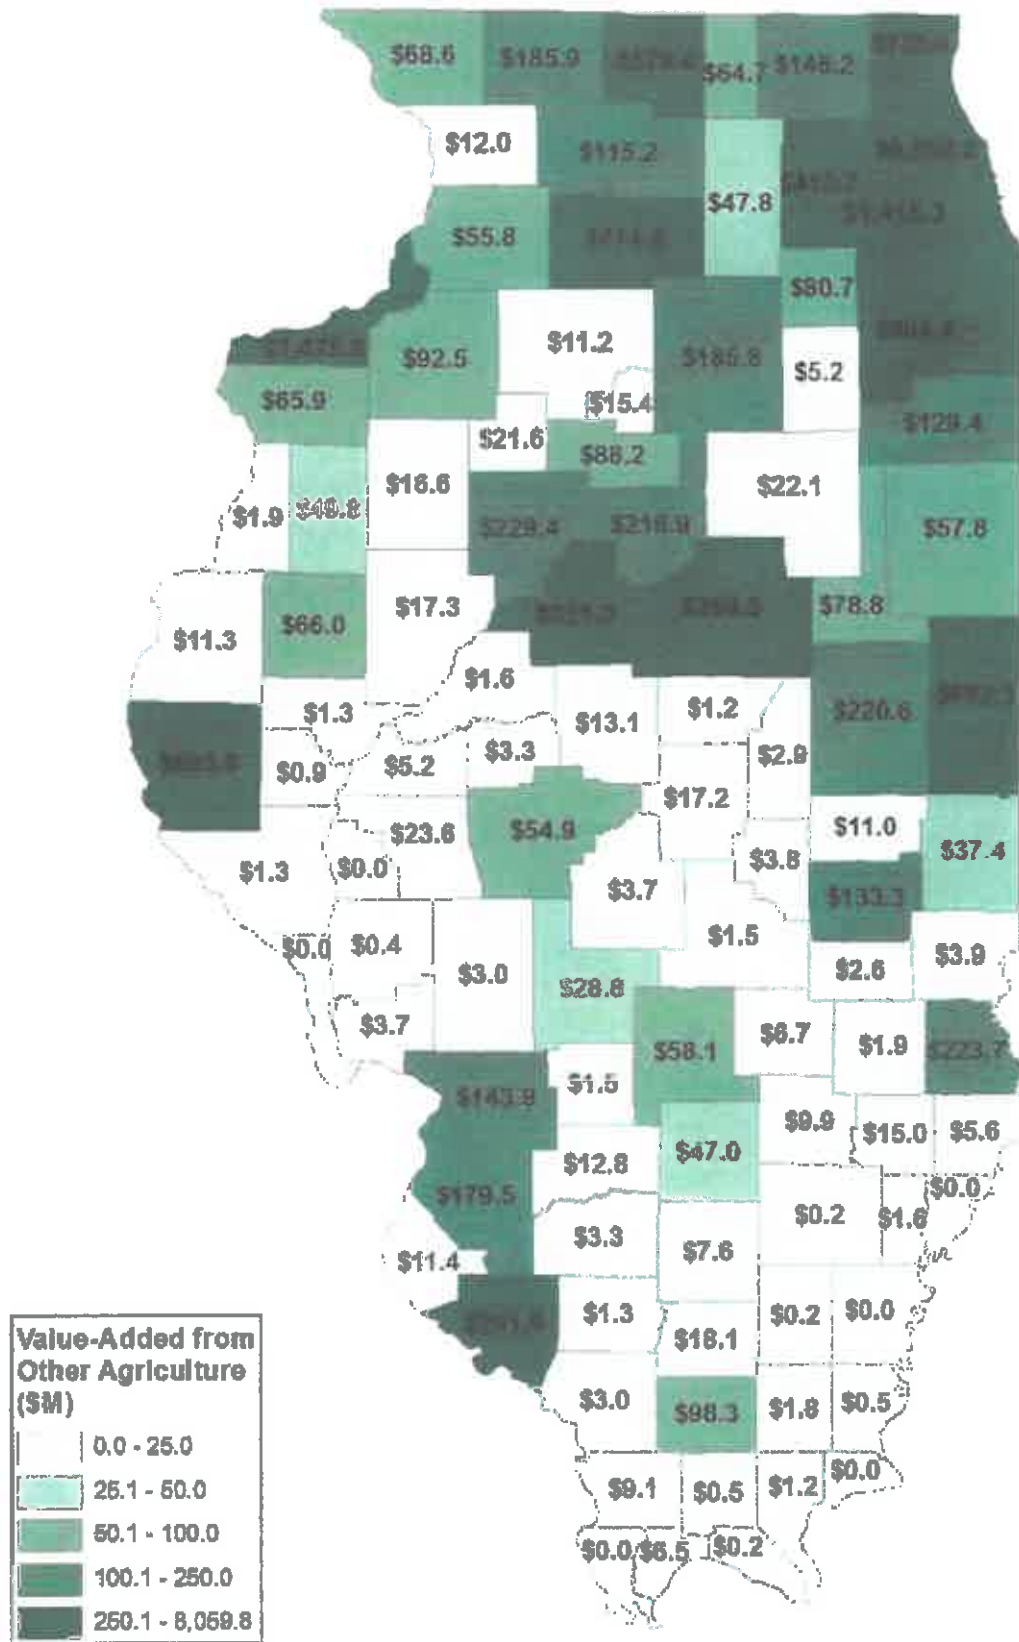 $68.6 $185.9 $64.7 $148.2
$12.0 $115.2
$47.8
$55.8 $1,415.3
$80.7
$11.2
$92.5 $185.8 $5.2
$65.9 $15.4 $129.4
$21.6 $86.2
$16.6 $22.1
$1.9 $49.8 $229.4 $216.9 $57.8
$17.3 $78.8
$11.3 $66.0
$1.6
$1.3 $13.1 $1.2 $220.6
$0.9 $5.2 $3.3 $2.9
$17.2
$23.6 $54.9 $11.0 $37.4
$1.3 $0.0 $3.7 $3.8 $133.3
$0.0 $0.4 $3.0 $1.5 $2.6 $3.9
$28.8
$3.7 $58.1 $6.7 $1.9 $223.7
$143.9 $1.5
$47.0 $9.9 $15.0 $5.6
$179.5 $12.8 $0.0
$11.4 $3.3 $7.6 $0.2 $1.6
$1.3 $18.1 $0.2 $0.0
$3.0 $98.3 $1.8 $0.5
$9.1 $0.5 $1.2 $0.0
$0.0 $6.5 $0.2
Value-Added from
Other Agriculture
($M)
0.0 - 25.0
25.1 - 50.0
50.1 - 100.0
100.1 - 250.0
250.1 - 8,059.8